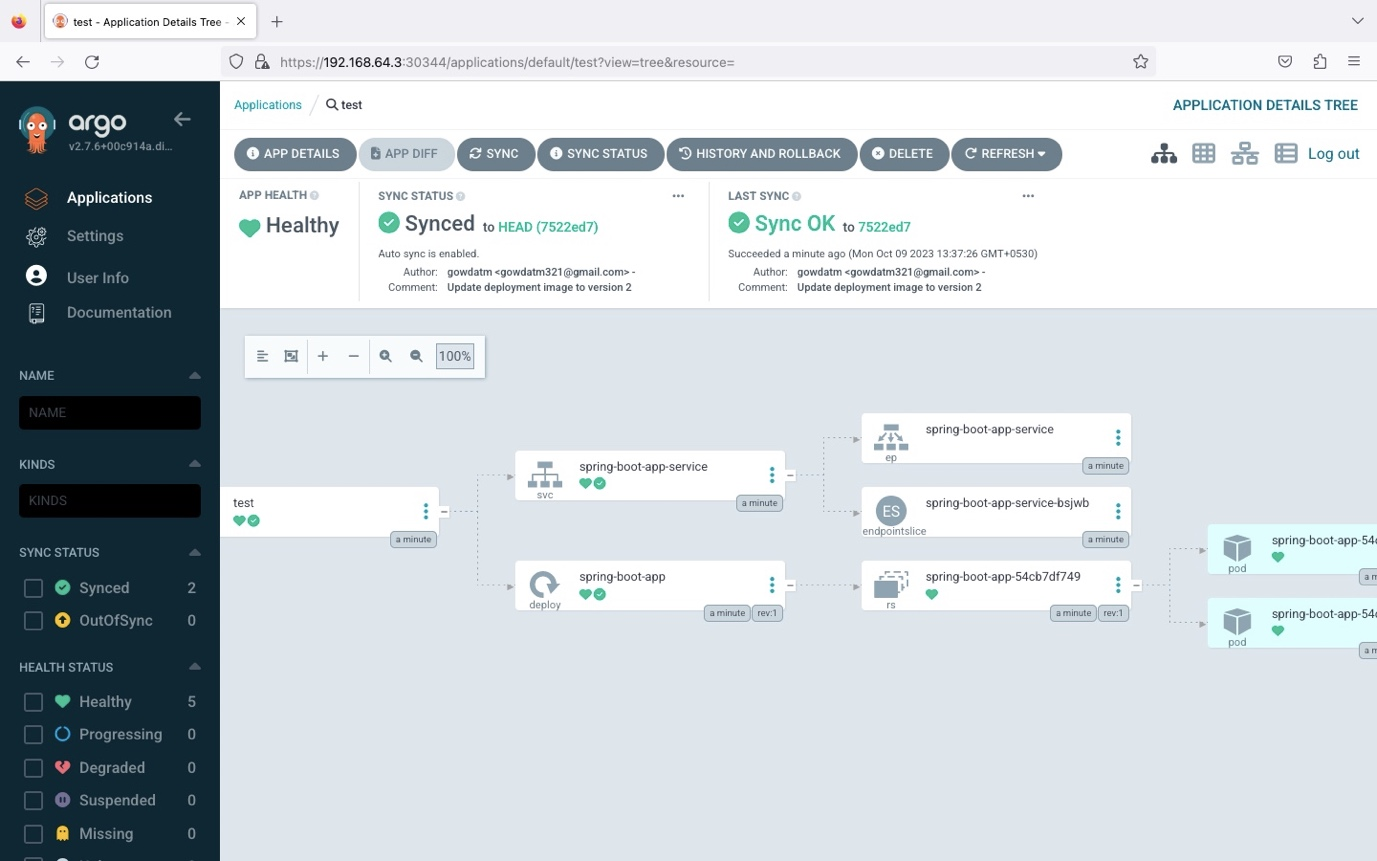 test - Application Details Tree -
https://192.168.64.3:30344/applications/default/test?view=tree&resource=
argo
v2.7.6+00c914a.di...
Applications
Settings
User Info
Documentation
NAME
NAME
KINDS
KINDS
SYNC STATUS
Synced 2
OutOfSync 0
HEALTH STATUS
Healthy 5
Progressing 0
Degraded 0
Suspended 0
Missing 0
Applications / test
APPLICATION DETAILS TREE
APP DETAILS APP DIFF SYNC SYNC STATUS HISTORY AND ROLLBACK DELETE REFRESH Log out
APP HEALTH
Healthy
SYNC STATUS
Synced to HEAD (7522ed7)
Auto sync is enabled.
Author: gowdatm <gowdatm321@gmail.com> -
Comment: Update deployment image to version 2
LAST SYNC
Sync OK to 7522ed7
Succeeded a minute ago (Mon Oct 09 2023 13:37:26 GMT+0530)
Author: gowdatm <gowdatm321@gmail.com> -
Comment: Update deployment image to version 2
100%
test
a minute
spring-boot-app-service
svc
a minute
spring-boot-app
deploy
a minute rev:1
spring-boot-app-service
ep
a minute
spring-boot-app-service-bsjwb
ES
endpointslice
a minute
spring-boot-app-54cb7df749
rs
a minute rev:1
spring-boot-app-54c
pod
a m
spring-boot-app-54c
pod
a m